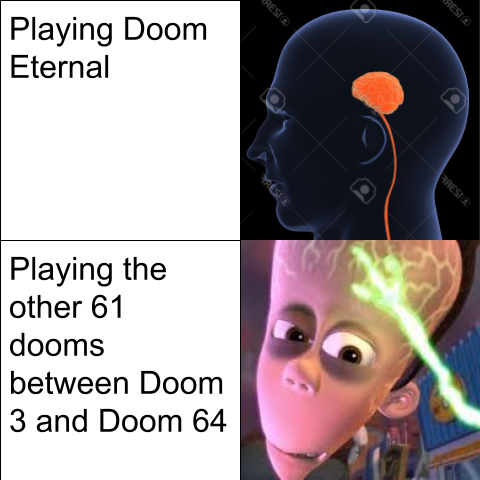 Playing Doom
Eternal
Playing the
other 61
dooms
between Doom
3 and Doom 64